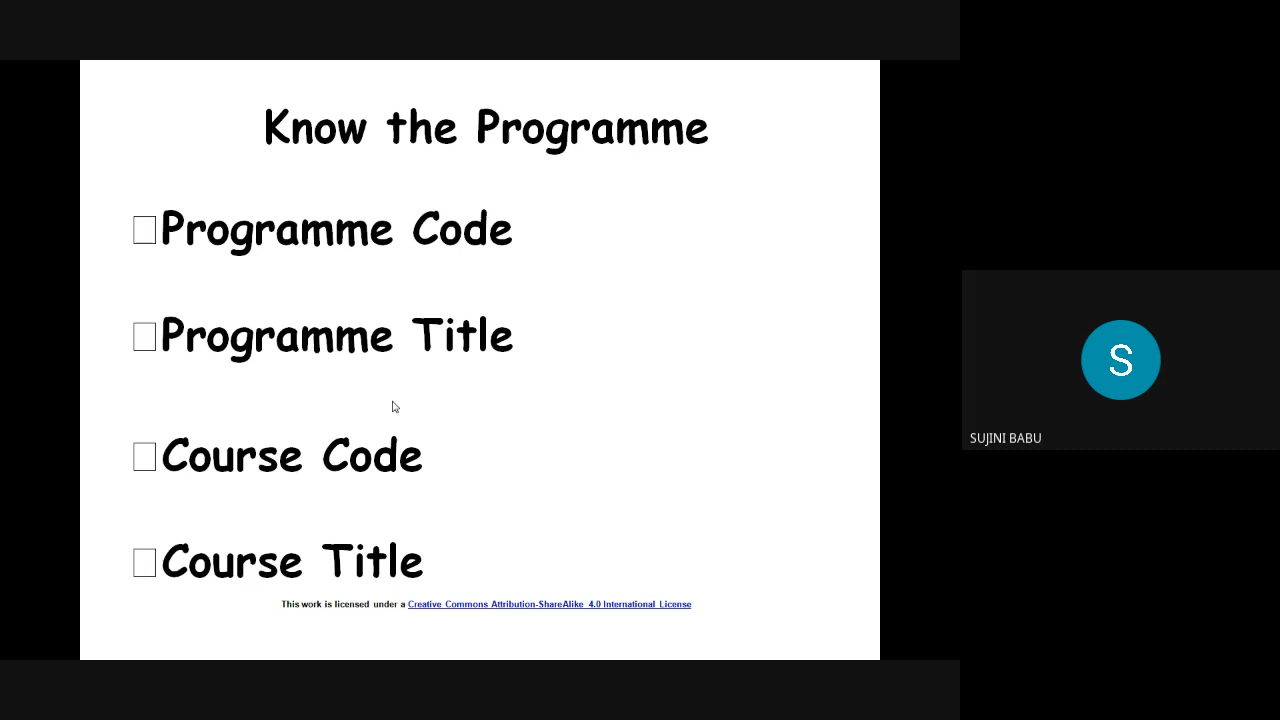 Know the Programme
Programme Code
Programme Title
Course Code
Course Title
This work is licensed under a Creative Commons Attribution-ShareAlike 4.0 International License
S
SUJINI BABU